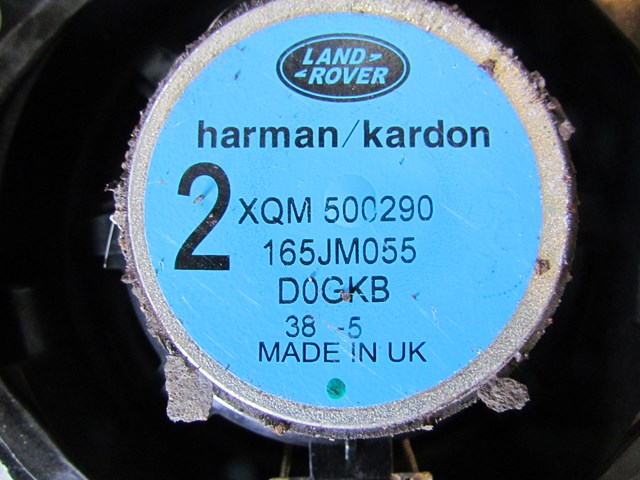 LAND-
-ROVER
harman/kardon
2
XQM 500290
165JM055
D0GKB
38 -5
MADE IN UK